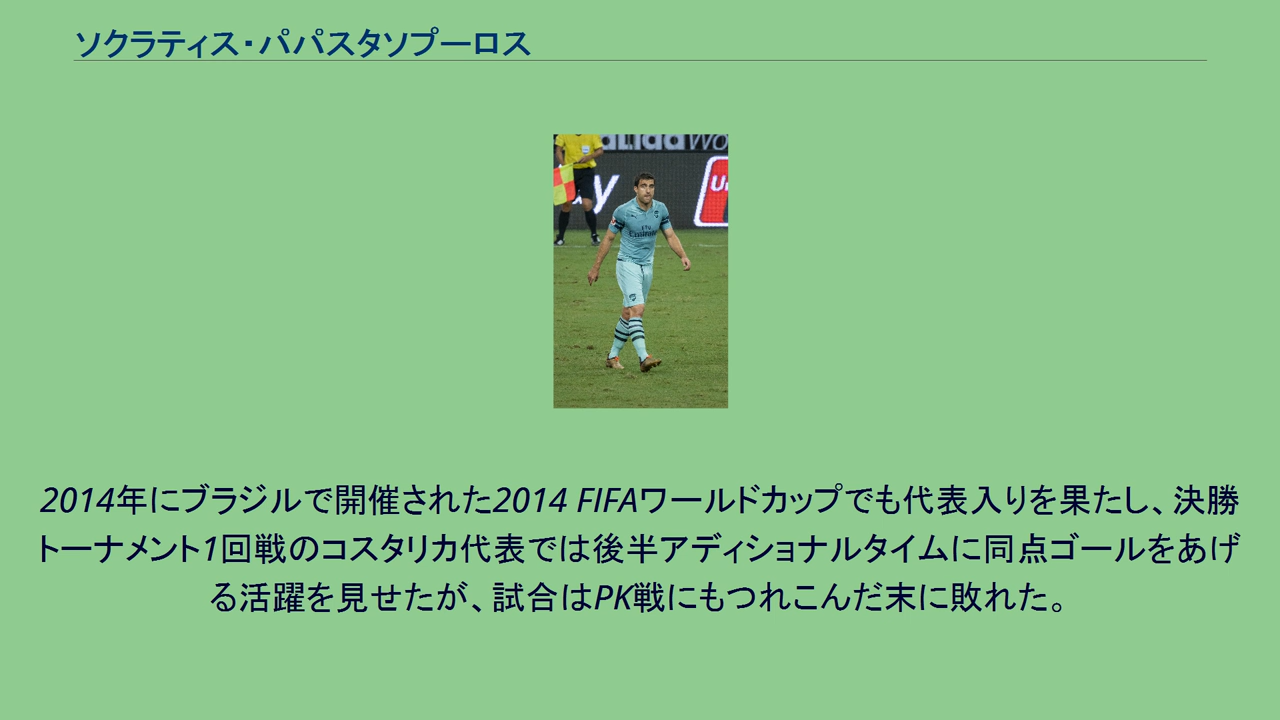 ソクラティス・パパスタソプーロス
Fly
Emirates
2014年にブラジルで開催された2014 FIFAワールドカップでも代表入りを果たし、決勝
トーナメント1回戦のコスタリカ代表では後半アディショナルタイムに同点ゴールをあげ
る活躍を見せたが、試合はPK戦にもつれこんだ末に敗れた。